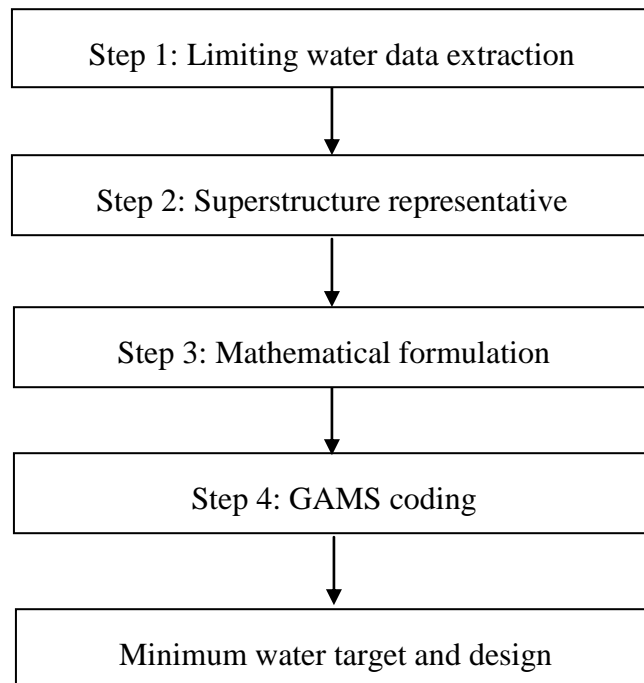 Step 1: Limiting water data extraction
Step 2: Superstructure representative
Step 3: Mathematical formulation
Step 4: GAMS coding
Minimum water target and design